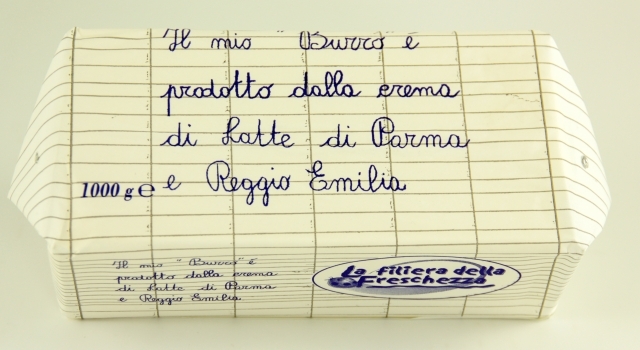 Il mio "Burro" è
prodotto dalla crema
di Latte di Parma
e Reggio Emilia
1000 g ℮
Il mio "Burro" è
prodotto dalla crema
di Latte di Parma
e Reggio Emilia
La filiera della
Freschezza